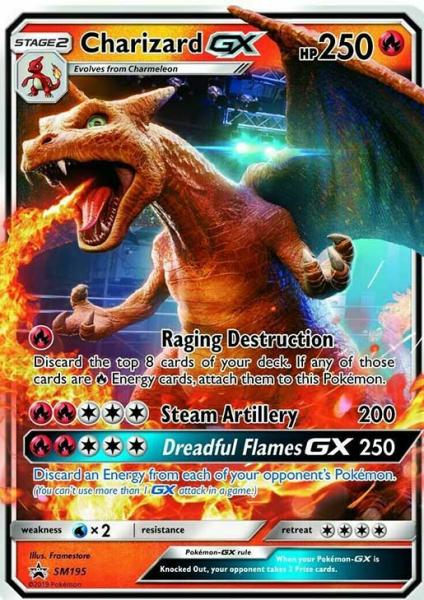 STAGE2 Charizard GX HP250
Evolves from Charmeleon
Raging Destruction
Discard the top 8 cards of your deck. If any of those
cards are Energy cards, attach them to this Pokémon.
Steam Artillery 200
Dreadful Flames GX 250
Discard an Energy from each of your opponent's Pokémon.
(You can't use more than 1 GX attack in a game.)
weakness ×2 resistance retreat
Illus. Framestore
Pokémon-GX rule
When your Pokémon-GX is
Knocked Out, your opponent takes 2 Prize cards.
SM195
©2019 Pokémon